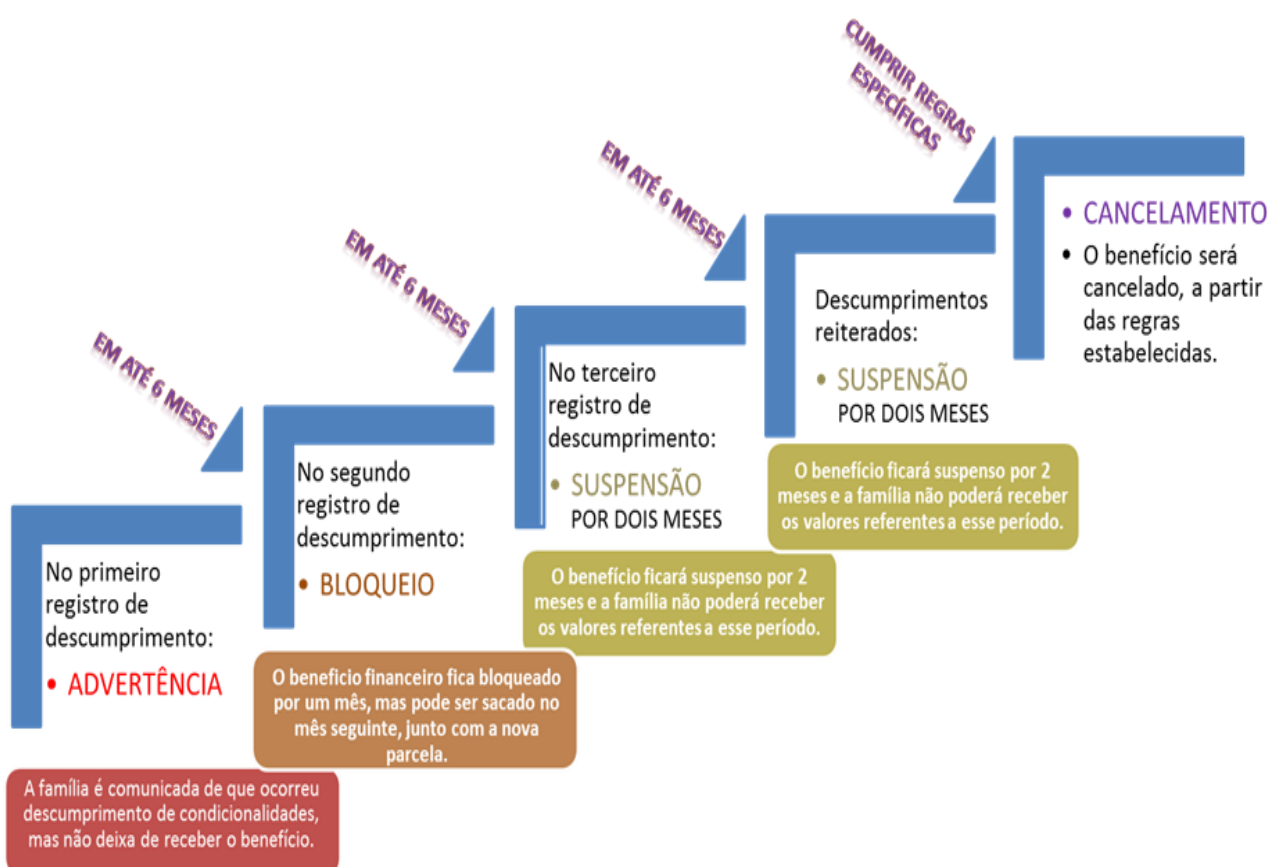 No primeiro
registro de
descumprimento:
• ADVERTÊNCIA
A família é comunicada de que ocorreu
descumprimento de condicionalidades,
mas não deixa de receber o benefício.
EM ATÉ 6 MESES
No segundo
registro de
descumprimento:
• BLOQUEIO
O beneficio financeiro fica bloqueado
por um mês, mas pode ser sacado no
mês seguinte, junto com a nova
parcela.
EM ATÉ 6 MESES
No terceiro
registro de
descumprimento:
• SUSPENSÃO
POR DOIS MESES
O benefício ficará suspenso por 2
meses e a família não poderá receber
os valores referentes a esse período.
EM ATÉ 6 MESES
Descumprimentos
reiterados:
• SUSPENSÃO
POR DOIS MESES
O benefício ficará suspenso por 2
meses e a família não poderá receber
os valores referentes a esse período.
CUMPRIR REGRAS
ESPECÍFICAS
• CANCELAMENTO
• O benefício será
cancelado, a partir
das regras
estabelecidas.